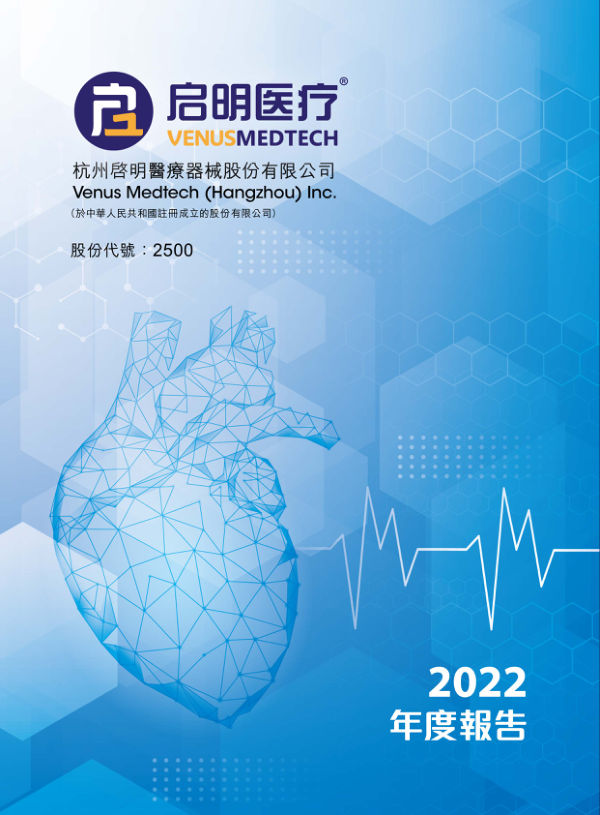 启明医疗®
VENUSMEDTECH
杭州啓明醫療器械股份有限公司
Venus Medtech (Hangzhou) Inc.
(於中華人民共和國註冊成立的股份有限公司)
股份代號：2500
2022
年度報告